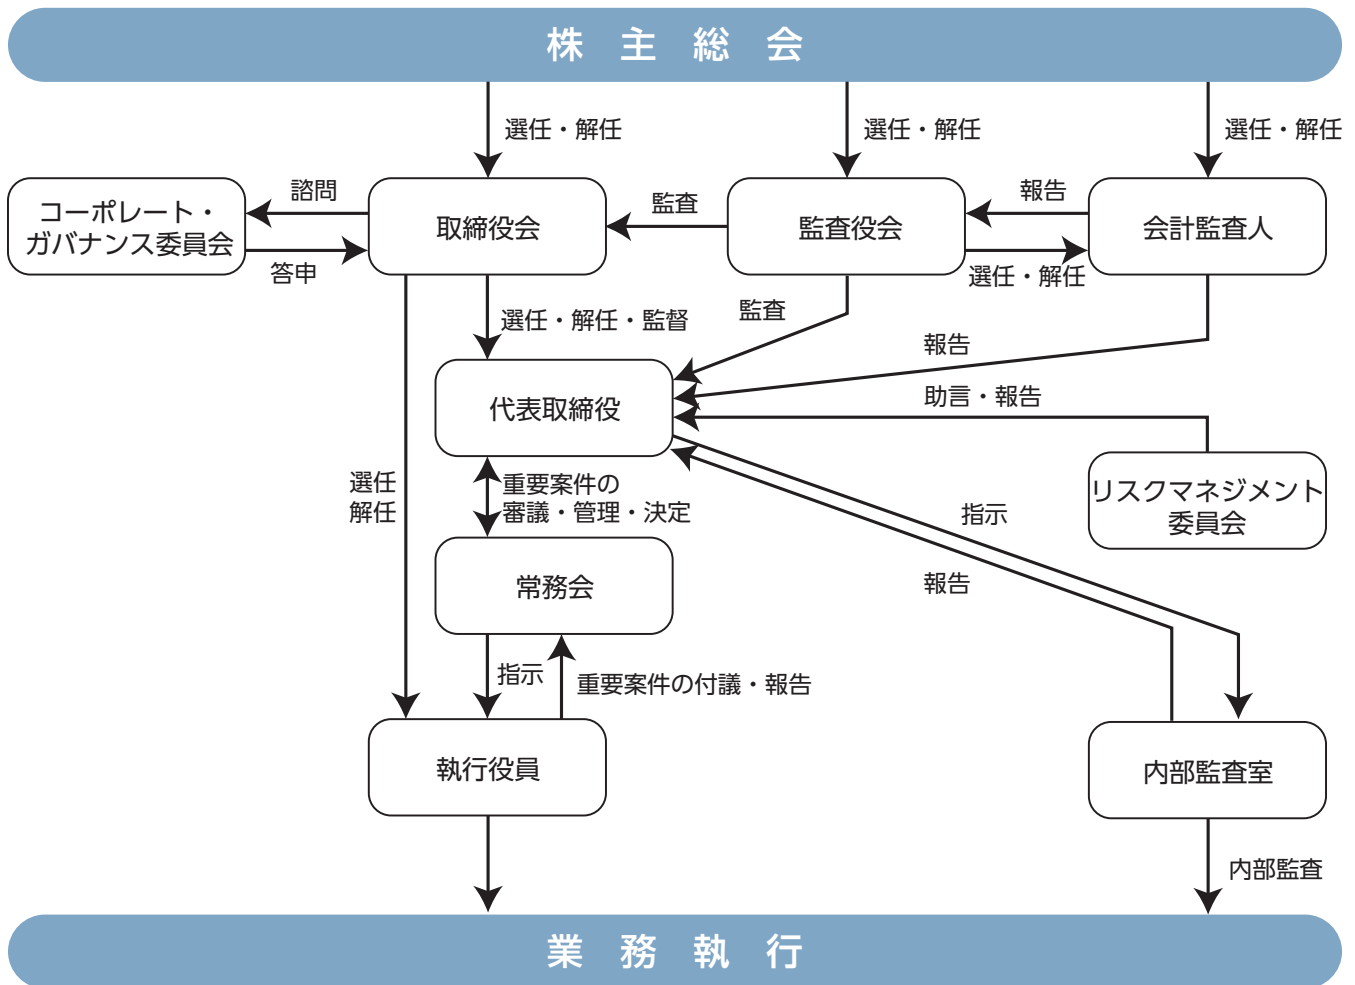 株主総会
選任・解任
選任・解任
選任・解任
コーポレート・
ガバナンス委員会
諮問
答申
取締役会
監査
監査役会
報告
選任・解任
会計監査人
選任・解任・監督
監査
報告
助言・報告
代表取締役
選任
解任
重要案件の
審議・管理・決定
リスクマネジメント
委員会
指示
報告
常務会
指示
重要案件の付議・報告
執行役員
内部監査室
内部監査
業務執行